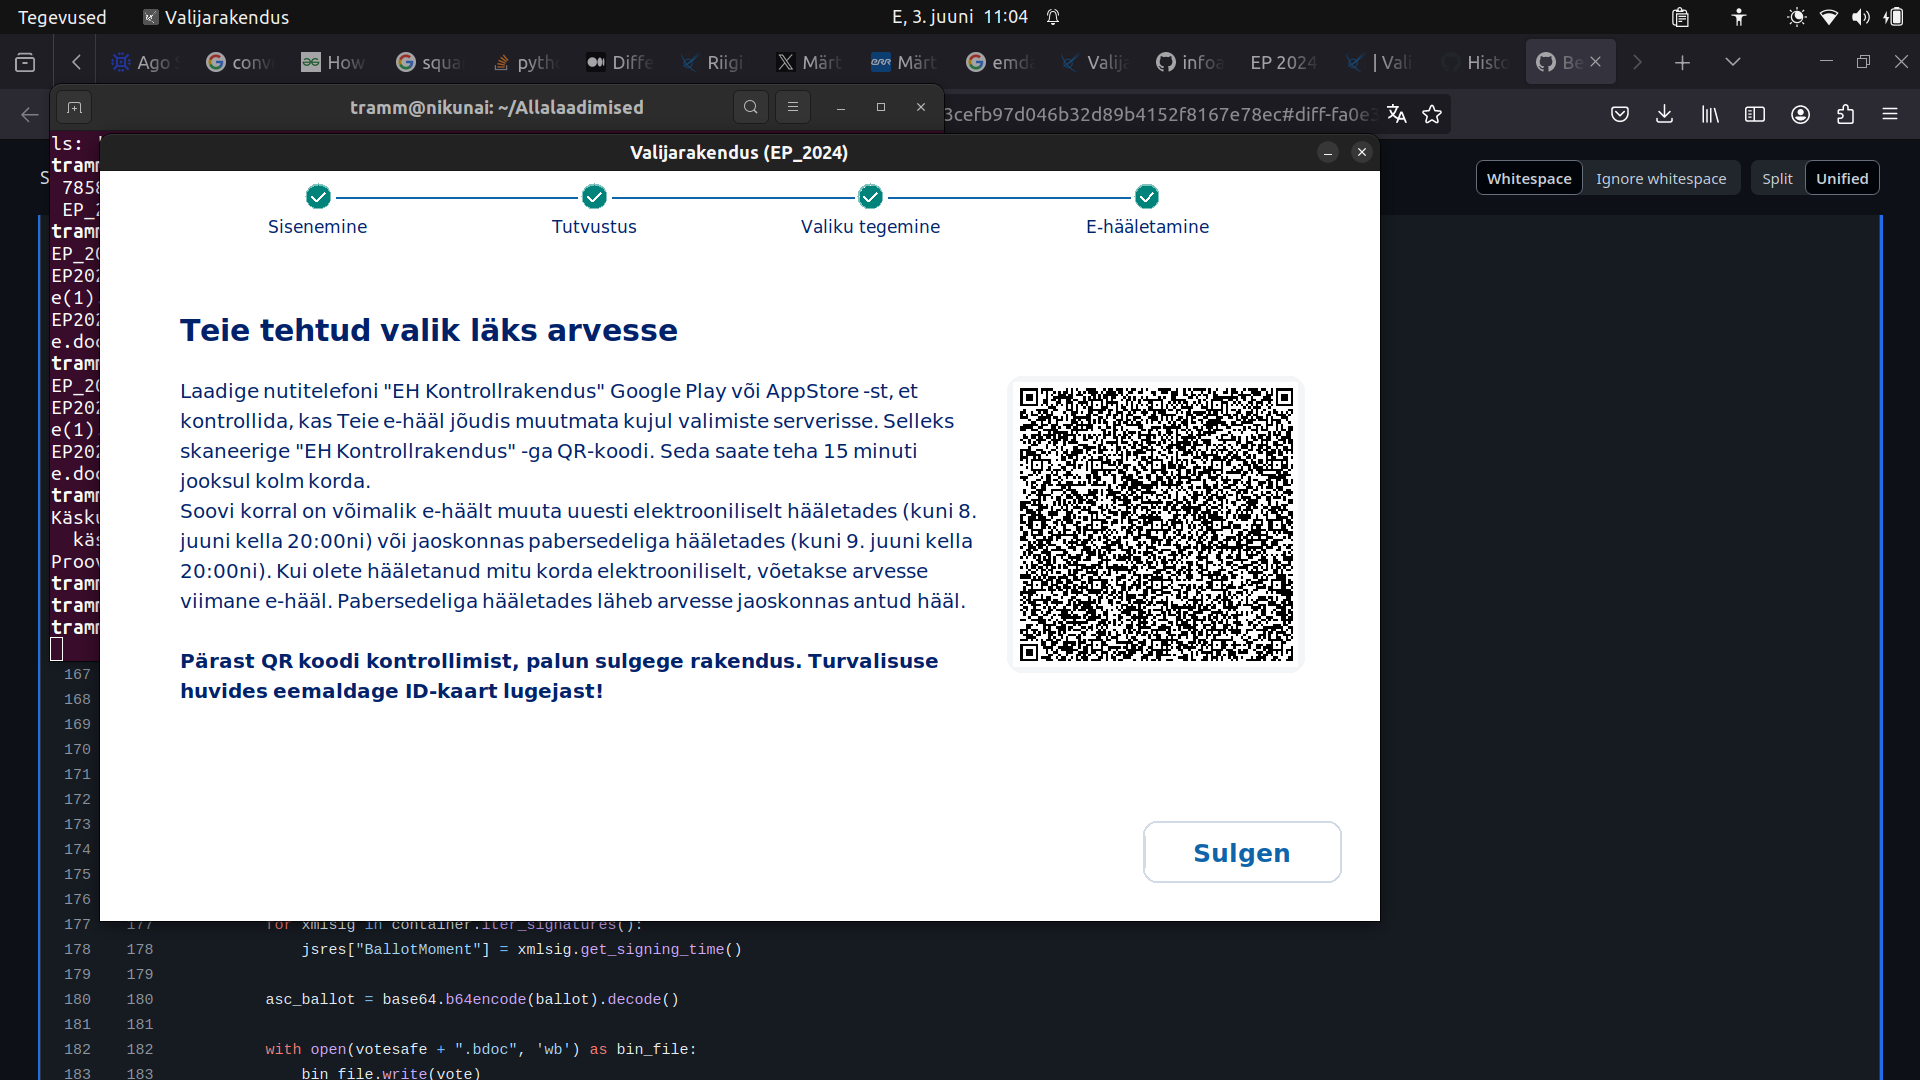 Tegevused Valijarakendus E, 3. juuni 11:04
Ago conv How squa pyth Diffe Riigi Märt Märt emda Valija infoa EP 2024 | Vali Histo Be
tramm@nikunai: ~/Allalaadimised
3cefb97d046b32d89b4152f8167e78ec#diff-fa0e3
Valijarakendus (EP_2024)
Whitespace Ignore whitespace Split Unified
Sisenemine Tutvustus Valiku tegemine E-hääletamine
Teie tehtud valik läks arvesse
Laadige nutitelefoni "EH Kontrollrakendus" Google Play või AppStore -st, et
kontrollida, kas Teie e-hääl jõudis muutmata kujul valimiste serverisse. Selleks
skaneerige "EH Kontrollrakendus" -ga QR-koodi. Seda saate teha 15 minuti
jooksul kolm korda.
Soovi korral on võimalik e-häält muuta uuesti elektrooniliselt hääletades (kuni 8.
juuni kella 20:00ni) või jaoskonnas pabersedeliga hääletades (kuni 9. juuni kella
20:00ni). Kui olete hääletanud mitu korda elektrooniliselt, võetakse arvesse
viimane e-hääl. Pabersedeliga hääletades läheb arvesse jaoskonnas antud hääl.
Pärast QR koodi kontrollimist, palun sulgege rakendus. Turvalisuse
huvides eemaldage ID-kaart lugejast!
Sulgen
ls:
tramm
7858
EP_2
tramm
EP_20
EP202
e(1)
EP202
e.doc
tramm
EP_20
EP202
e(1)
EP202
e.doc
tramm
Käsku
käs
Proov
tramm
tramm
tramm
167
168
169
170
171
172
173
174
175
176
177 177 for xmlsig in container.iter_signatures():
178 178 jsres["BallotMoment"] = xmlsig.get_signing_time()
179 179
180 180 asc_ballot = base64.b64encode(ballot).decode()
181 181
182 182 with open(votesafe + ".bdoc", 'wb') as bin_file:
183 183 bin_file.write(vote)